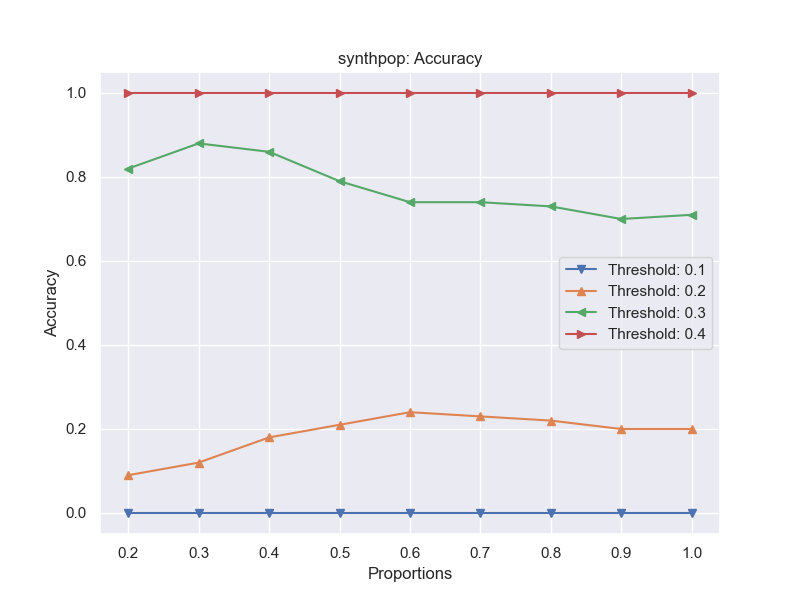 synthpop: Accuracy
Accuracy
1.0
0.8
0.6
0.4
0.2
0.0
Threshold: 0.1
Threshold: 0.2
Threshold: 0.3
Threshold: 0.4
0.2 0.3 0.4 0.5 0.6 0.7 0.8 0.9 1.0
Proportions